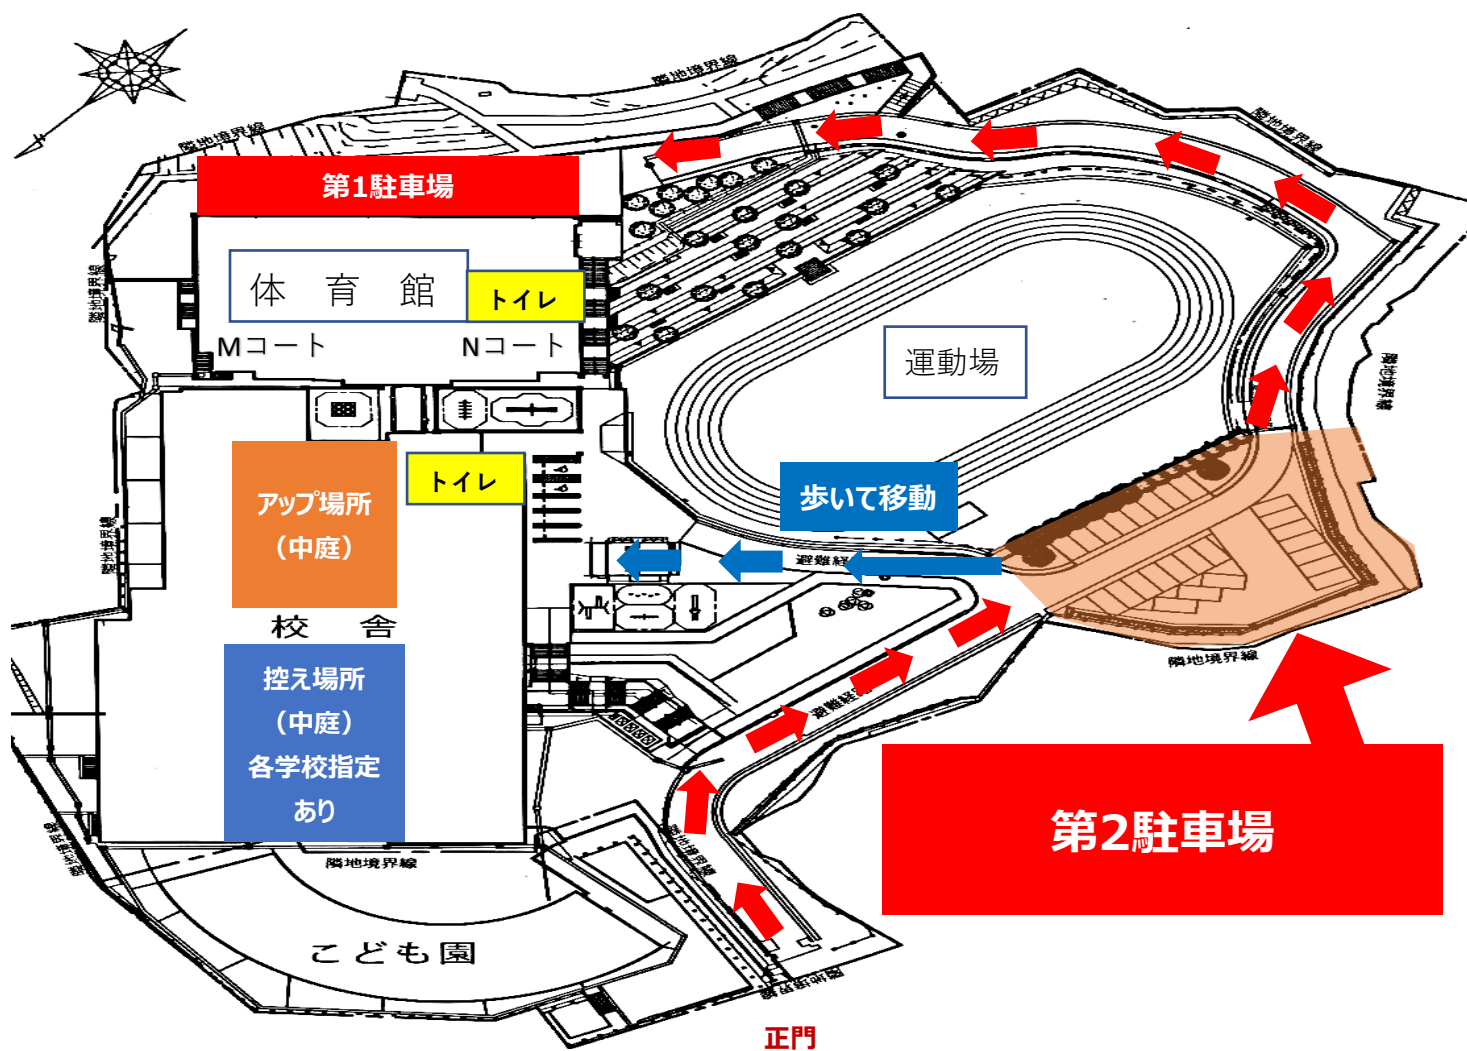 隣地境界線
隣地境界線
隣地境界線
第1駐車場
体 育 館
トイレ
隣地境界線
Mコート
Nコート
運動場
隣地境界線
トイレ
歩いて移動
アップ場所
（中庭）
隣地境界線
避難経
校 舎
隣地境界線
控え場所
（中庭）
各学校指定
あり
避難経
第2駐車場
隣地境界線
隣地境界線
隣地境界線
こども園
隣地境界線
正門